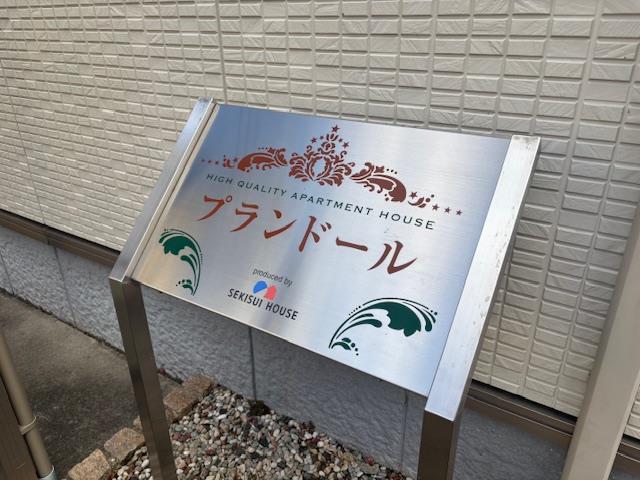 HIGH QUALITY APARTMENT HOUSE
プランドール
produced by
SEKISUI HOUSE